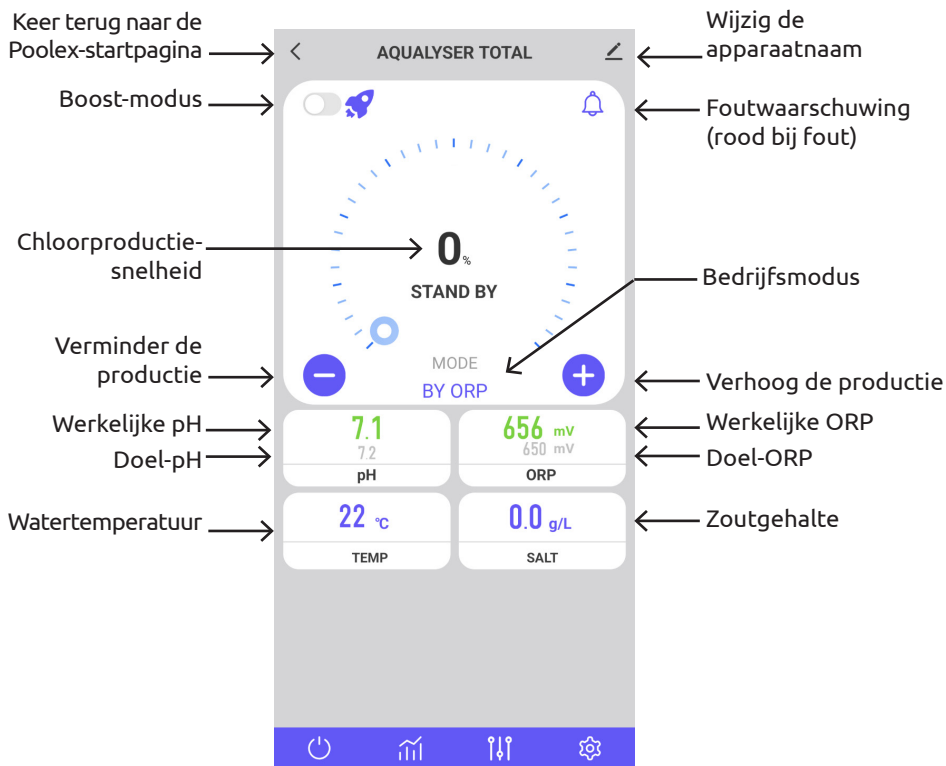 Keer terug naar de
Poolex-startpagina
AQUALYSER TOTAL
Wijzig de
apparaatnaam
Boost-modus
Foutwaarschuwing
(rood bij fout)
Chloorproductie-
snelheid
0%
STAND BY
Bedrijfsmodus
Verminder de
productie
MODE
BY ORP
Verhoog de productie
Werkelijke pH
7.1
656 mV
Werkelijke ORP
Doel-pH
7.2
650 mV
Doel-ORP
pH
ORP
Watertemperatuur
22 °C
0.0 g/L
Zoutgehalte
TEMP
SALT